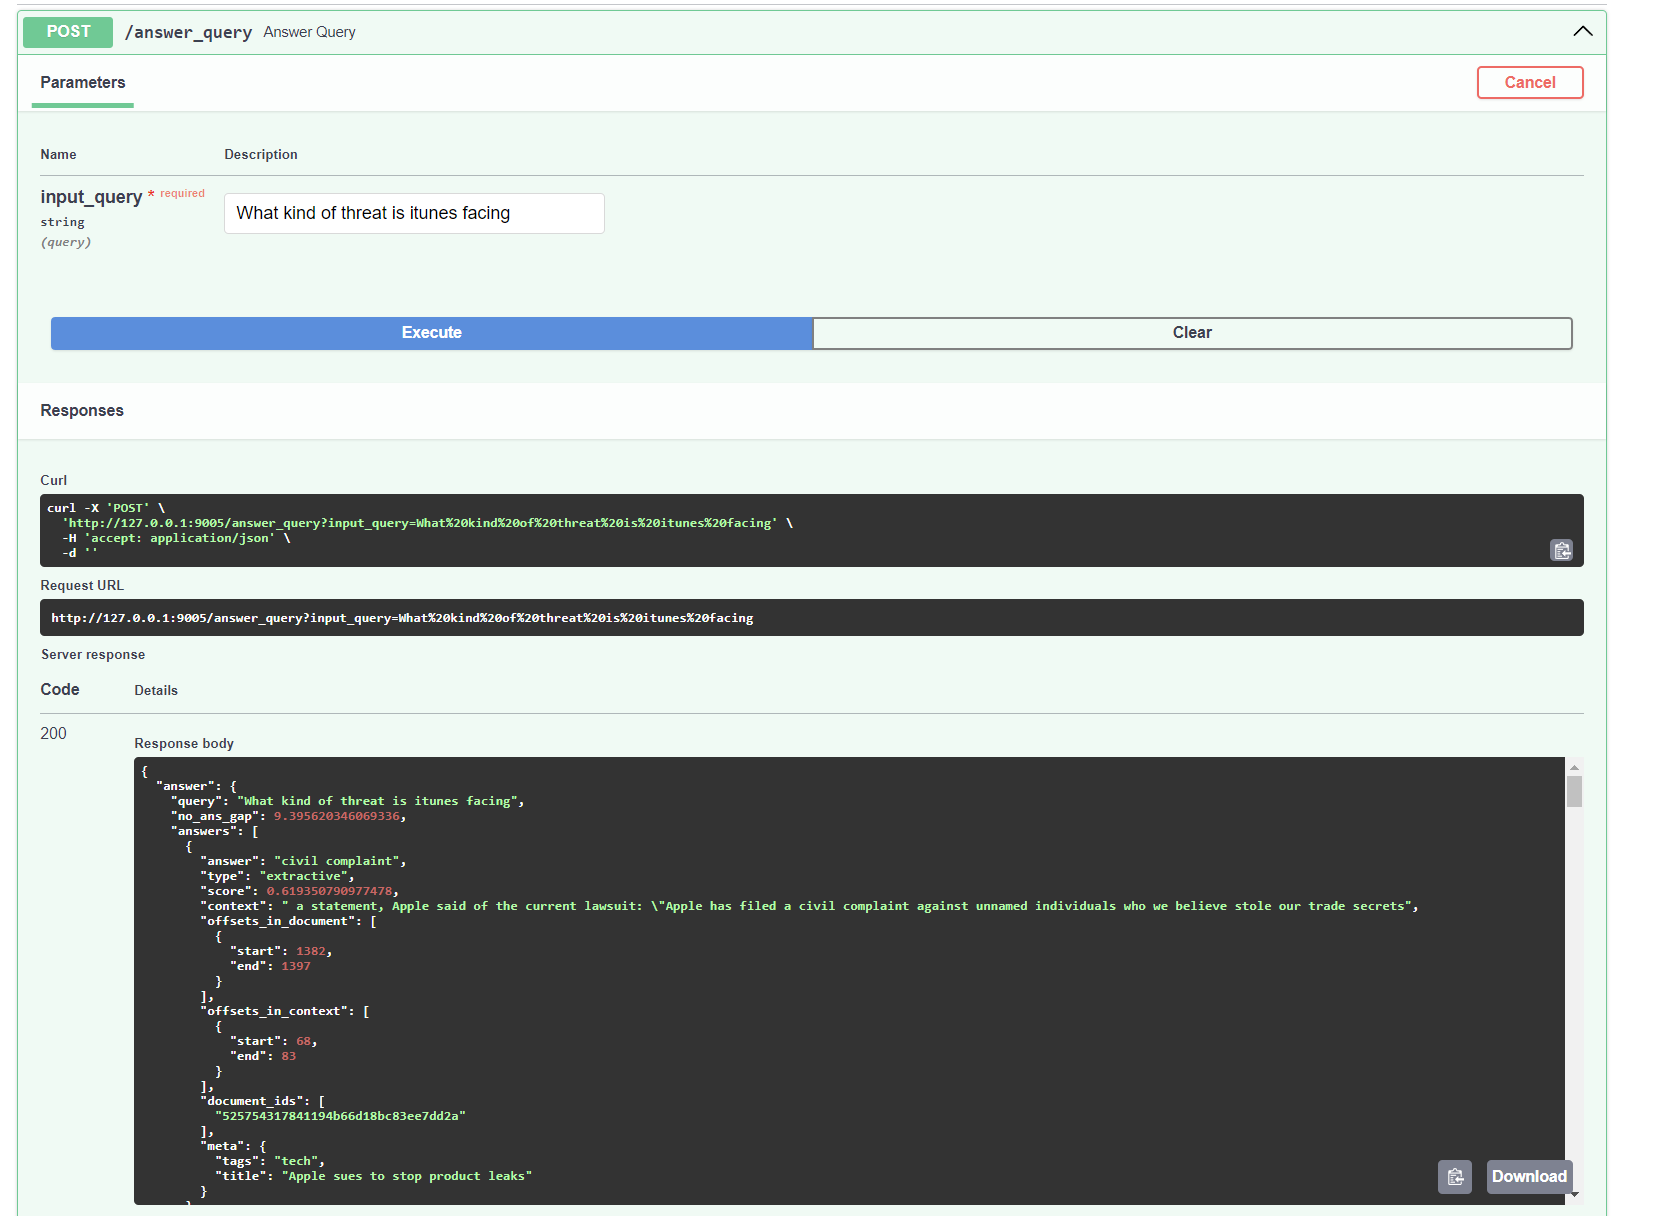 POST /answer_query Answer Query
Parameters
Cancel
Name Description
input_query * required
string
(query)
What kind of threat is itunes facing
Execute Clear
Responses
Curl
curl -X 'POST' \
'http://127.0.0.1:9005/answer_query?input_query=What%20kind%20of%20threat%20is%20itunes%20facing' \
-H 'accept: application/json' \
-d ''
Request URL
http://127.0.0.1:9005/answer_query?input_query=What%20kind%20of%20threat%20is%20itunes%20facing
Server response
Code Details
200
Response body
{
"answer": {
"query": "What kind of threat is itunes facing",
"no_ans_gap": 9.395620346069336,
"answers": [
{
"answer": "civil complaint",
"type": "extractive",
"score": 0.619350790977478,
"context": " a statement, Apple said of the current lawsuit: \"Apple has filed a civil complaint against unnamed individuals who we believe stole our trade secrets",
"offsets_in_document": [
{
"start": 1382,
"end": 1397
}
],
"offsets_in_context": [
{
"start": 68,
"end": 83
}
],
"document_ids": [
"525754317841194b66d18bc83ee7dd2a"
],
"meta": {
"tags": "tech",
"title": "Apple sues to stop product leaks"
}
Download